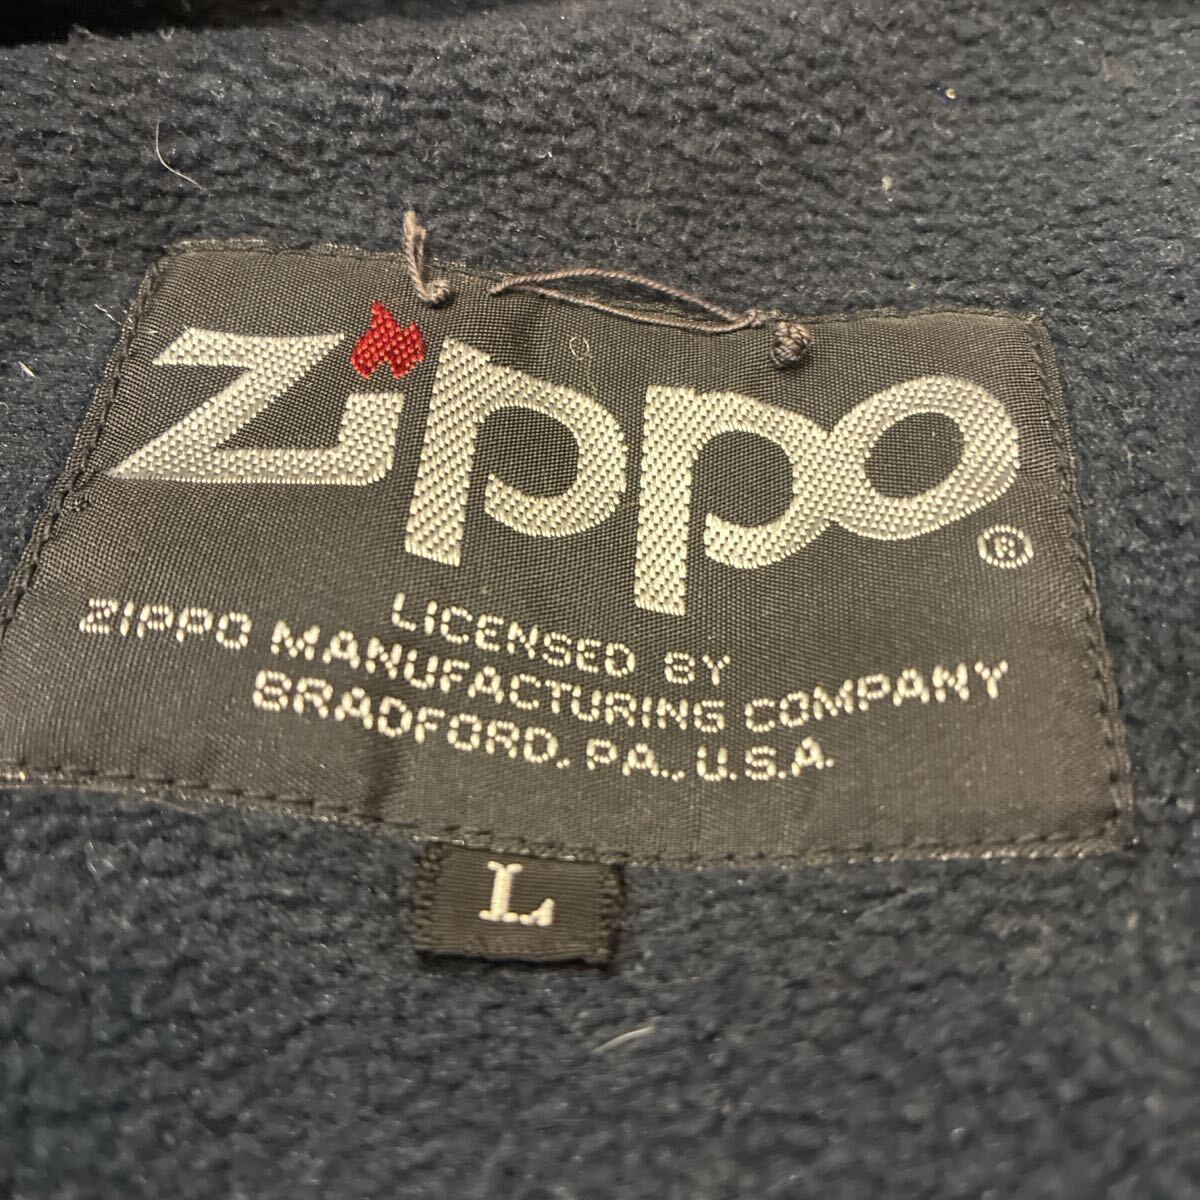 Zippo®
LICENSED BY
ZIPPO MANUFACTURING COMPANY
BRADFORD, PA., U.S.A.
L